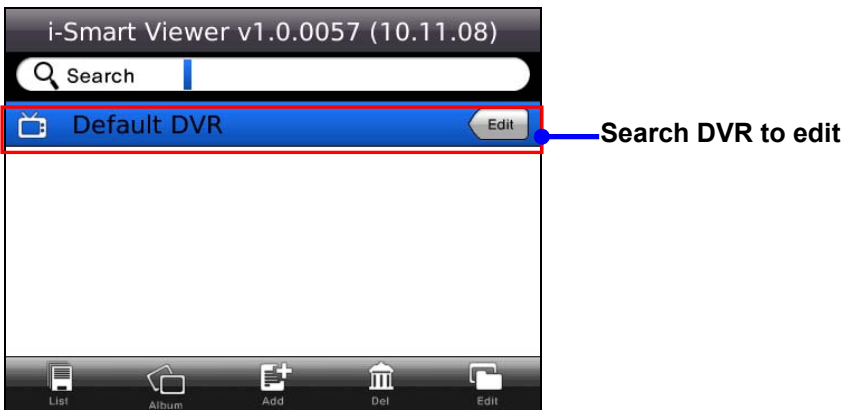 i-Smart Viewer v1.0.0057 (10.11.08)
Search
Default DVR
Edit
Search DVR to edit
List
Album
Add
Del
Edit